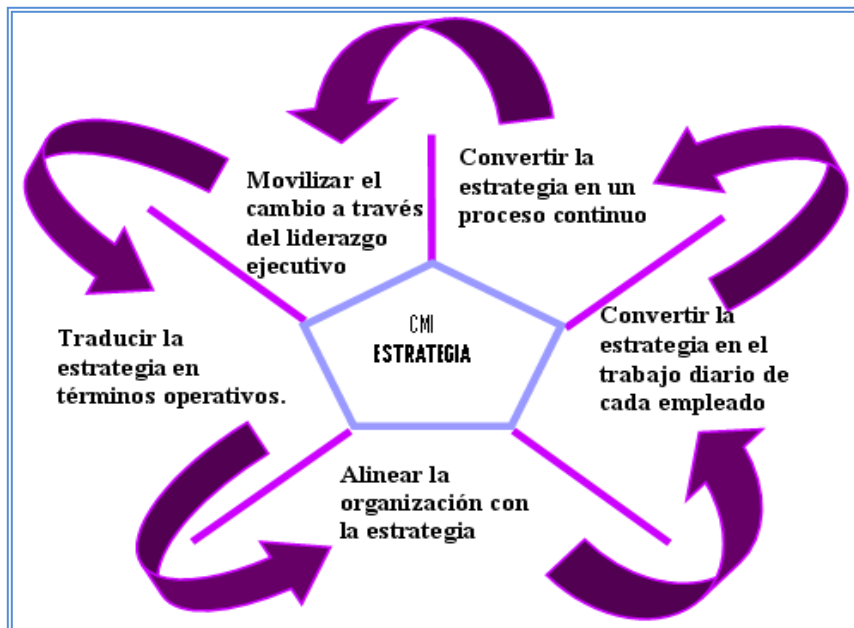 Movilizar el
cambio a través
del liderazgo
ejecutivo
Convertir la
estrategia en un
proceso continuo
Traducir la
estrategia en
términos operativos.
CMI
ESTRATEGIA
Convertir la
estrategia en el
trabajo diario de
cada empleado
Alinear la
organización con
la estrategia